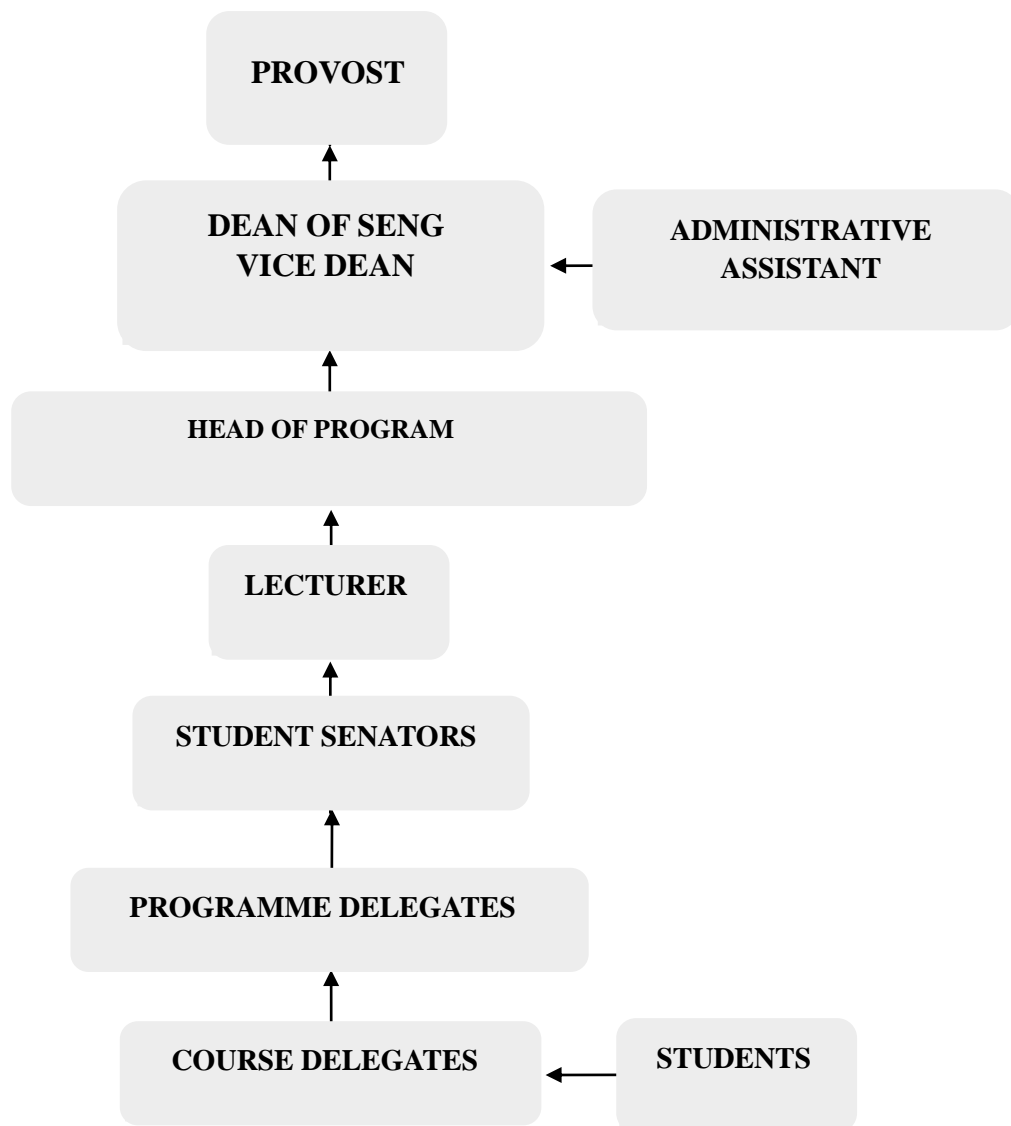 PROVOST
DEAN OF SENG
VICE DEAN
ADMINISTRATIVE
ASSISTANT
HEAD OF PROGRAM
LECTURER
STUDENT SENATORS
PROGRAMME DELEGATES
COURSE DELEGATES
STUDENTS